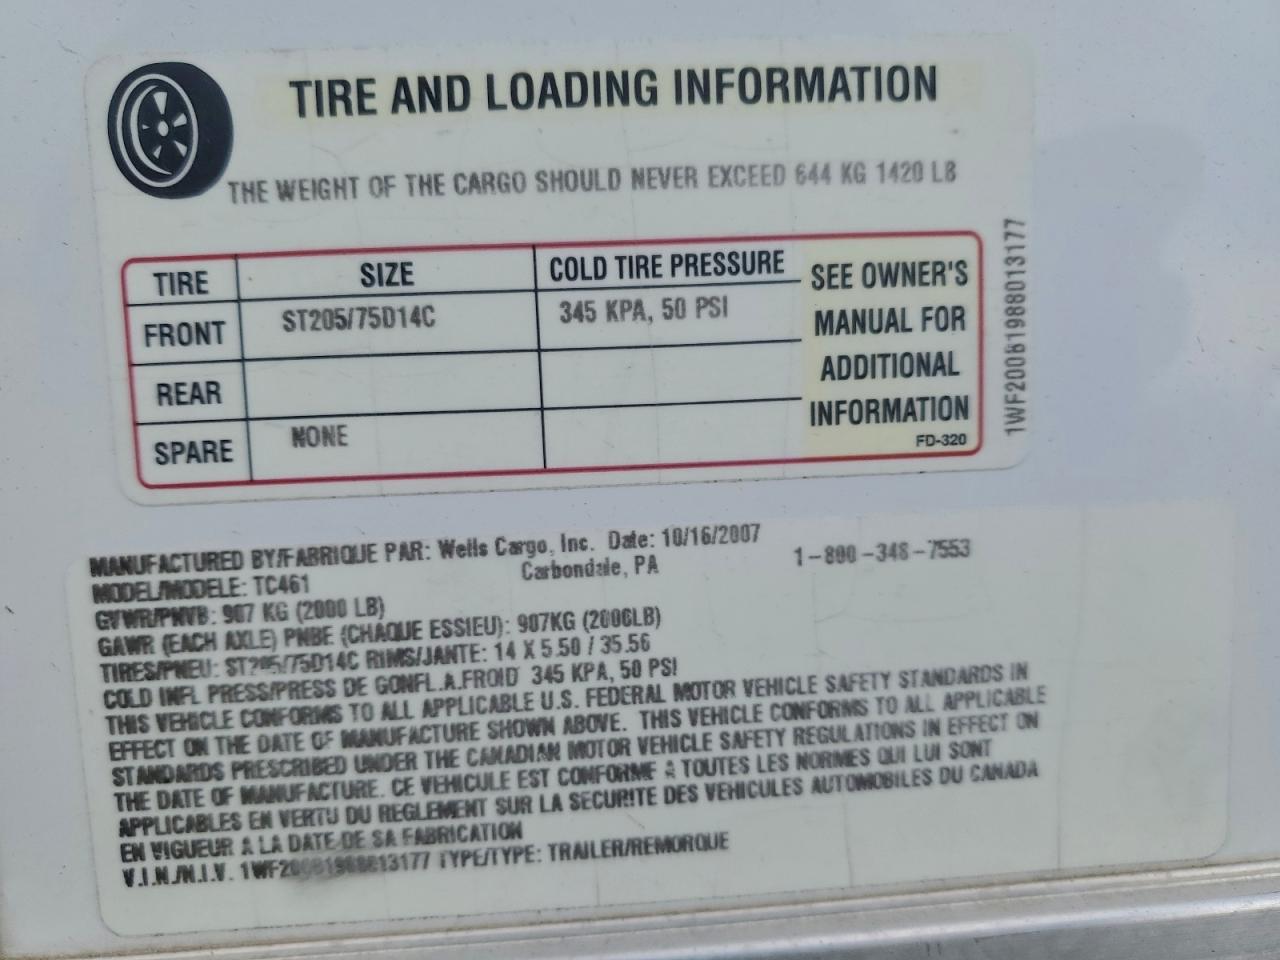 TIRE AND LOADING INFORMATION
THE WEIGHT OF THE CARGO SHOULD NEVER EXCEED 644 KG 1420 LB
TIRE SIZE COLD TIRE PRESSURE SEE OWNER'S
FRONT ST205/75D14C 345 KPA, 50 PSI MANUAL FOR
REAR ADDITIONAL
SPARE NONE INFORMATION
FD-320
1WF200B1988013177
MANUFACTURED BY/FABRIQUE PAR: Wells Cargo, Inc. Date: 10/16/2007
Carbondale, PA 1-800-348-7553
MODEL/MODELE: TC461
GVWR/PNVB: 907 KG (2000 LB)
GAWR (EACH AXLE) PNBE (CHAQUE ESSIEU): 907KG (2000LB)
TIRES/PNEU: ST205/75D14C RIMS/JANTE: 14 X 5.50 / 35.56
COLD INFL PRESS/PRESS DE GONFL.A.FROID 345 KPA, 50 PSI
THIS VEHICLE CONFORMS TO ALL APPLICABLE U.S. FEDERAL MOTOR VEHICLE SAFETY STANDARDS IN
EFFECT ON THE DATE OF MANUFACTURE SHOWN ABOVE. THIS VEHICLE CONFORMS TO ALL APPLICABLE
STANDARDS PRESCRIBED UNDER THE CANADIAN MOTOR VEHICLE SAFETY REGULATIONS IN EFFECT ON
THE DATE OF MANUFACTURE. CE VEHICULE EST CONFORME A TOUTES LES NORMES QUI LUI SONT
APPLICABLES EN VERTU DU REGLEMENT SUR LA SECURITE DES VEHICULES AUTOMOBILES DU CANADA
EN VIGUEUR A LA DATE DE SA FABRICATION
V.I.N./N.I.V. TYPE/TYPE: TRAILER/REMORQUE